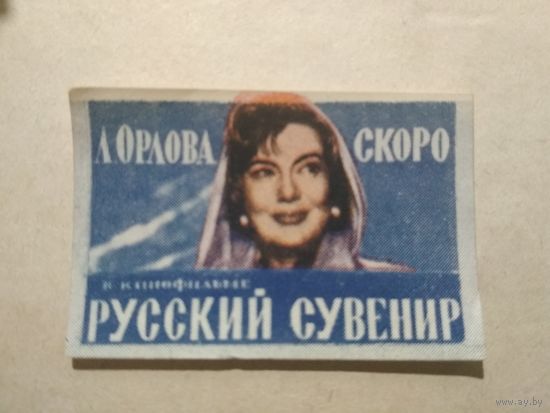 Л. ОРЛОВА СКОРО
В КИНОФИЛЬМЕ
РУССКИЙ СУВЕНИР
www.ay.by